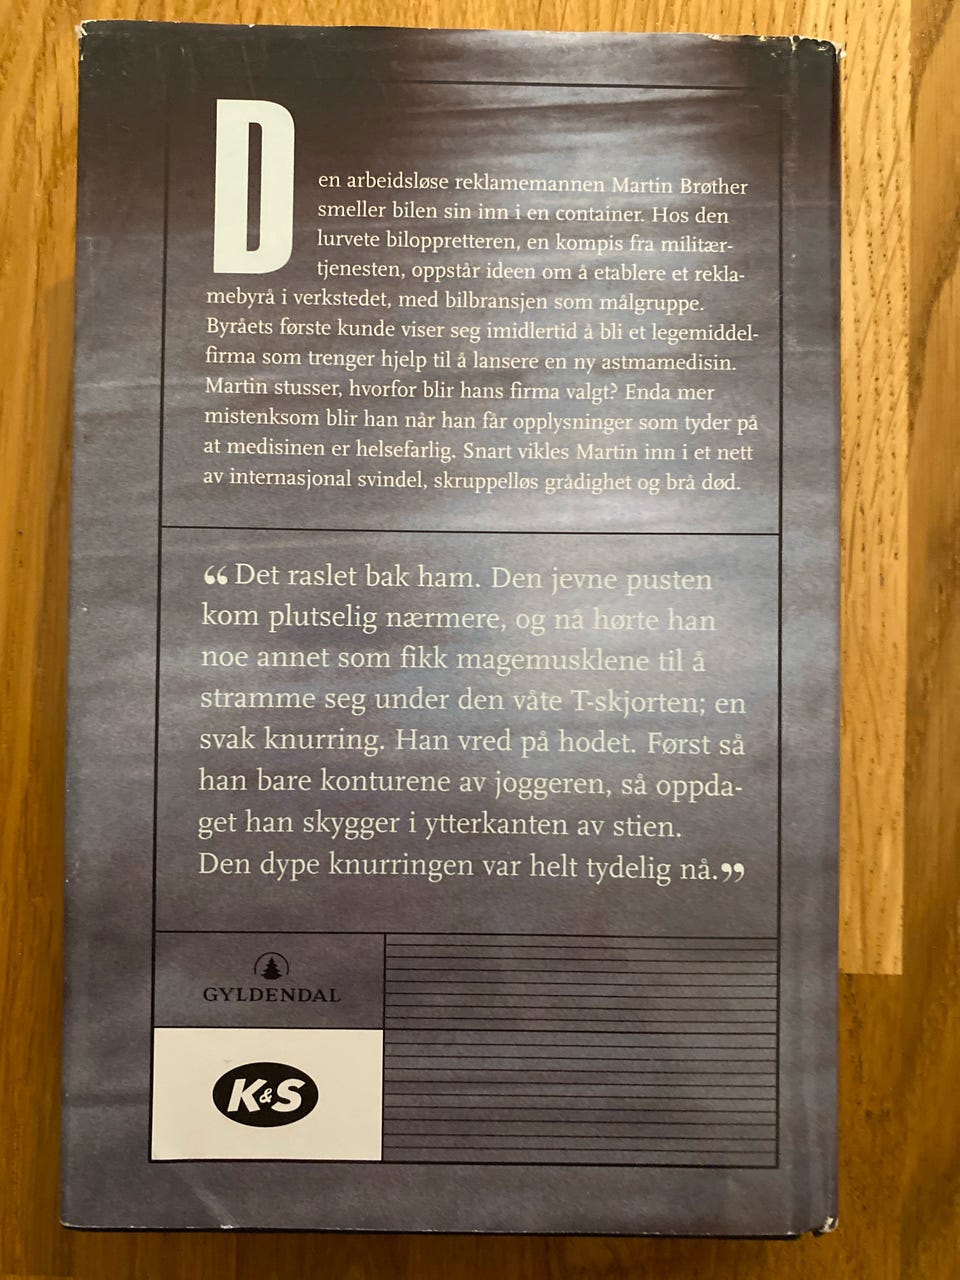 Den arbeidsløse reklamemannen Martin Brøther
smeller bilen sin inn i en container. Hos den
lurvete biloppretteren, en kompis fra militær-
tjenesten, oppstår ideen om å etablere et rekla-
mebyrå i verkstedet, med bilbransjen som målgruppe.
Byråets første kunde viser seg imidlertid å bli et legemiddel-
firma som trenger hjelp til å lansere en ny astmamedisin.
Martin stusser, hvorfor blir hans firma valgt? Enda mer
mistenksom blir han når han får opplysninger som tyder på
at medisinen er helsefarlig. Snart vikles Martin inn i et nett
av internasjonal svindel, skruppelløs grådighet og brå død.
“Det raslet bak ham. Den jevne pusten
kom plutselig nærmere, og nå hørte han
noe annet som fikk magemusklene til å
stramme seg under den våte T-skjorten; en
svak knurring. Han vred på hodet. Først så
han bare konturene av joggeren, så oppda-
get han skygger i ytterkanten av stien.
Den dype knurringen var helt tydelig nå.”
GYLDENDAL
K&S